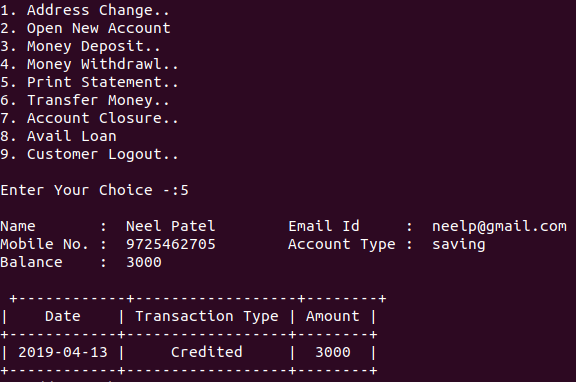 1. Address Change..
2. Open New Account
3. Money Deposit..
4. Money Withdrawl..
5. Print Statement..
6. Transfer Money..
7. Account Closure..
8. Avail Loan
9. Customer Logout..
Enter Your Choice -:5
Name       :  Neel Patel        Email Id     :  neelp@gmail.com
Mobile No. :  9725462705        Account Type :  saving
Balance    :  3000
 +------------+------------------+--------+
|    Date    | Transaction Type | Amount |
+------------+------------------+--------+
| 2019-04-13 |     Credited     |  3000  |
+------------+------------------+--------+